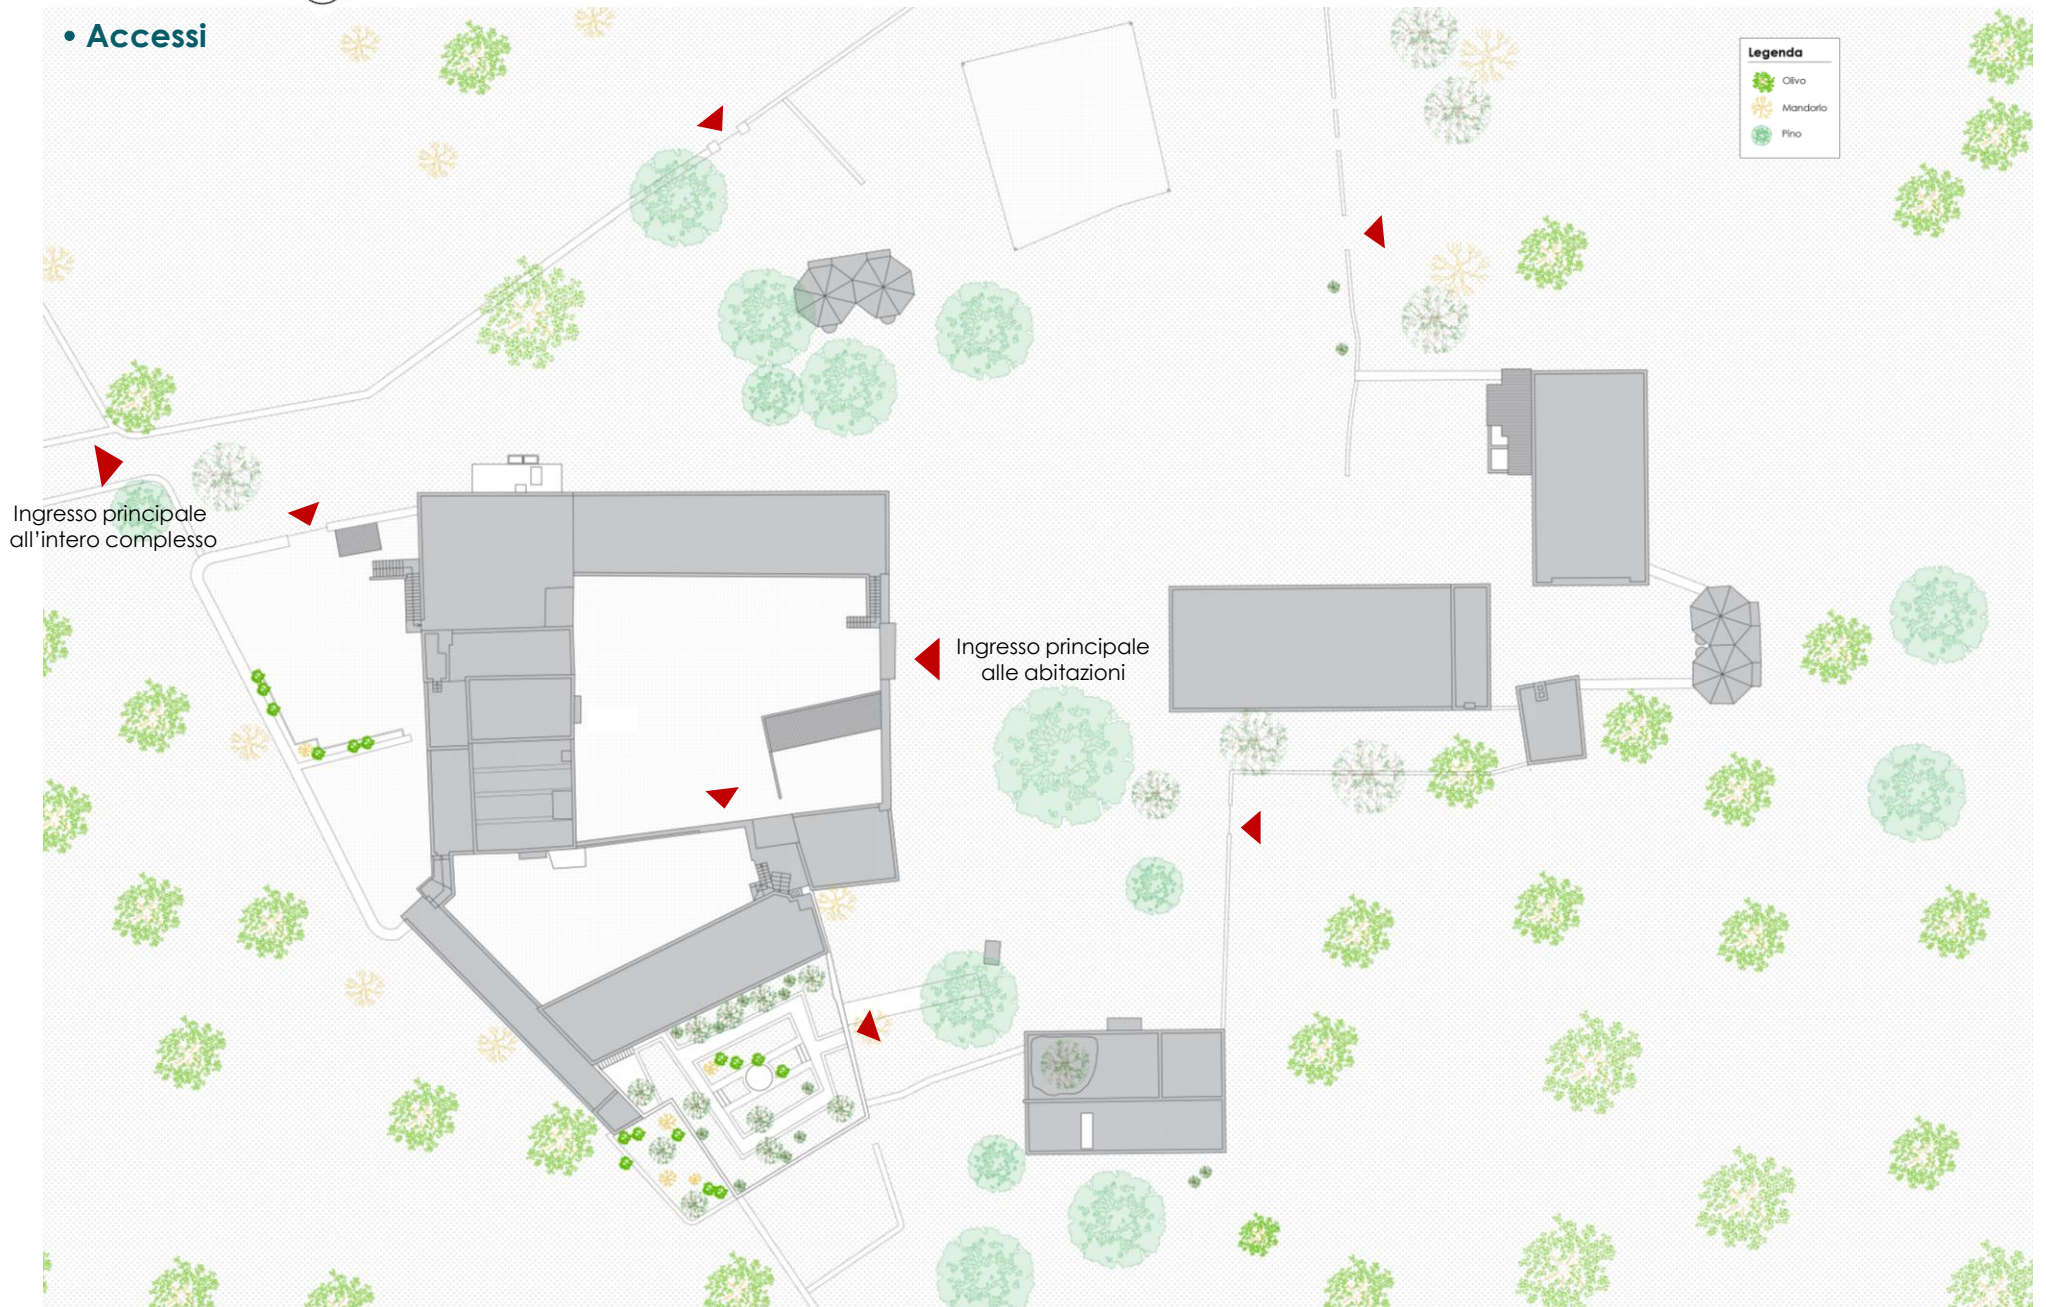 • Accessi
Legenda
Olivo
Mandorlo
Pino
Ingresso principale
all'intero complesso
Ingresso principale
alle abitazioni